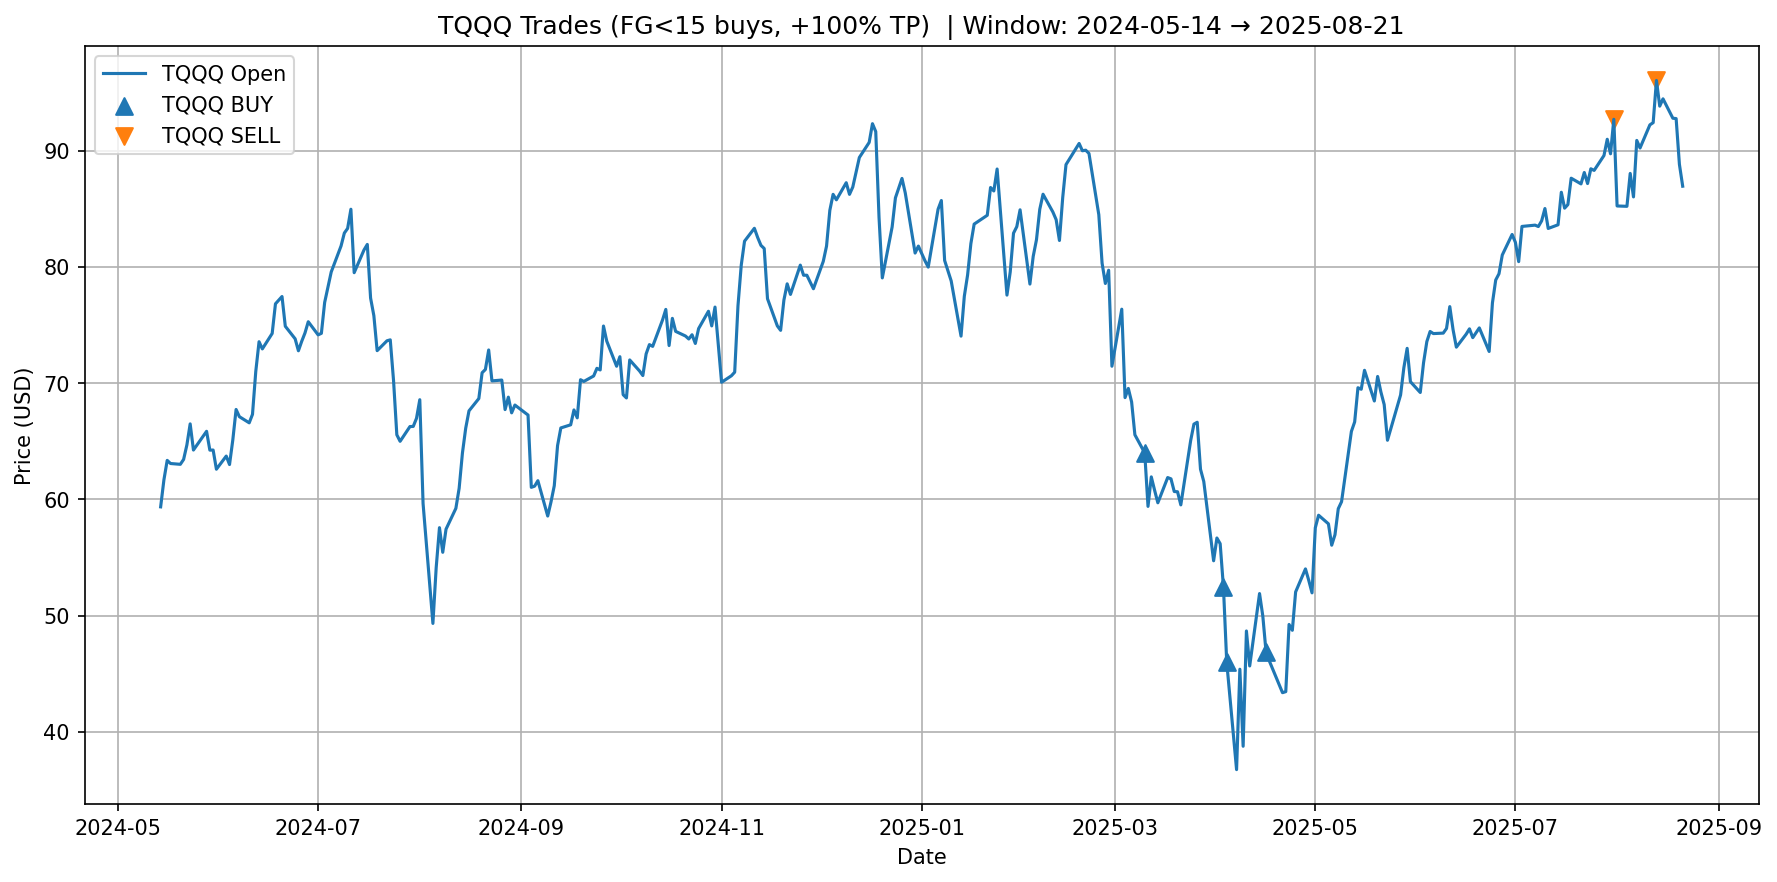 TQQQ Trades (FG<15 buys, +100% TP)  | Window: 2024-05-14 → 2025-08-21
TQQQ Open
TQQQ BUY
TQQQ SELL
Price (USD)
90
80
70
60
50
40
2024-05
2024-07
2024-09
2024-11
2025-01
2025-03
2025-05
2025-07
2025-09
Date